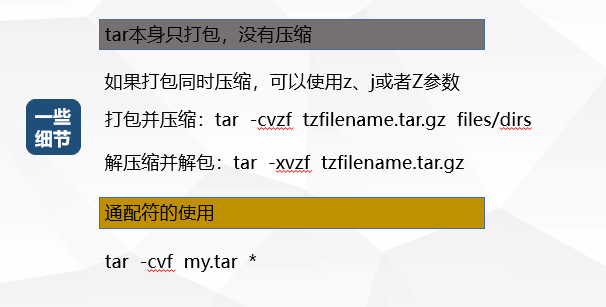 tar本身只打包，没有压缩
如果打包同时压缩，可以使用z、j或者Z参数
一些
细节
打包并压缩：tar -cvzf tzfilename.tar.gz files/dirs
解压缩并解包：tar -xvzf tzfilename.tar.gz
通配符的使用
tar -cvf my.tar *